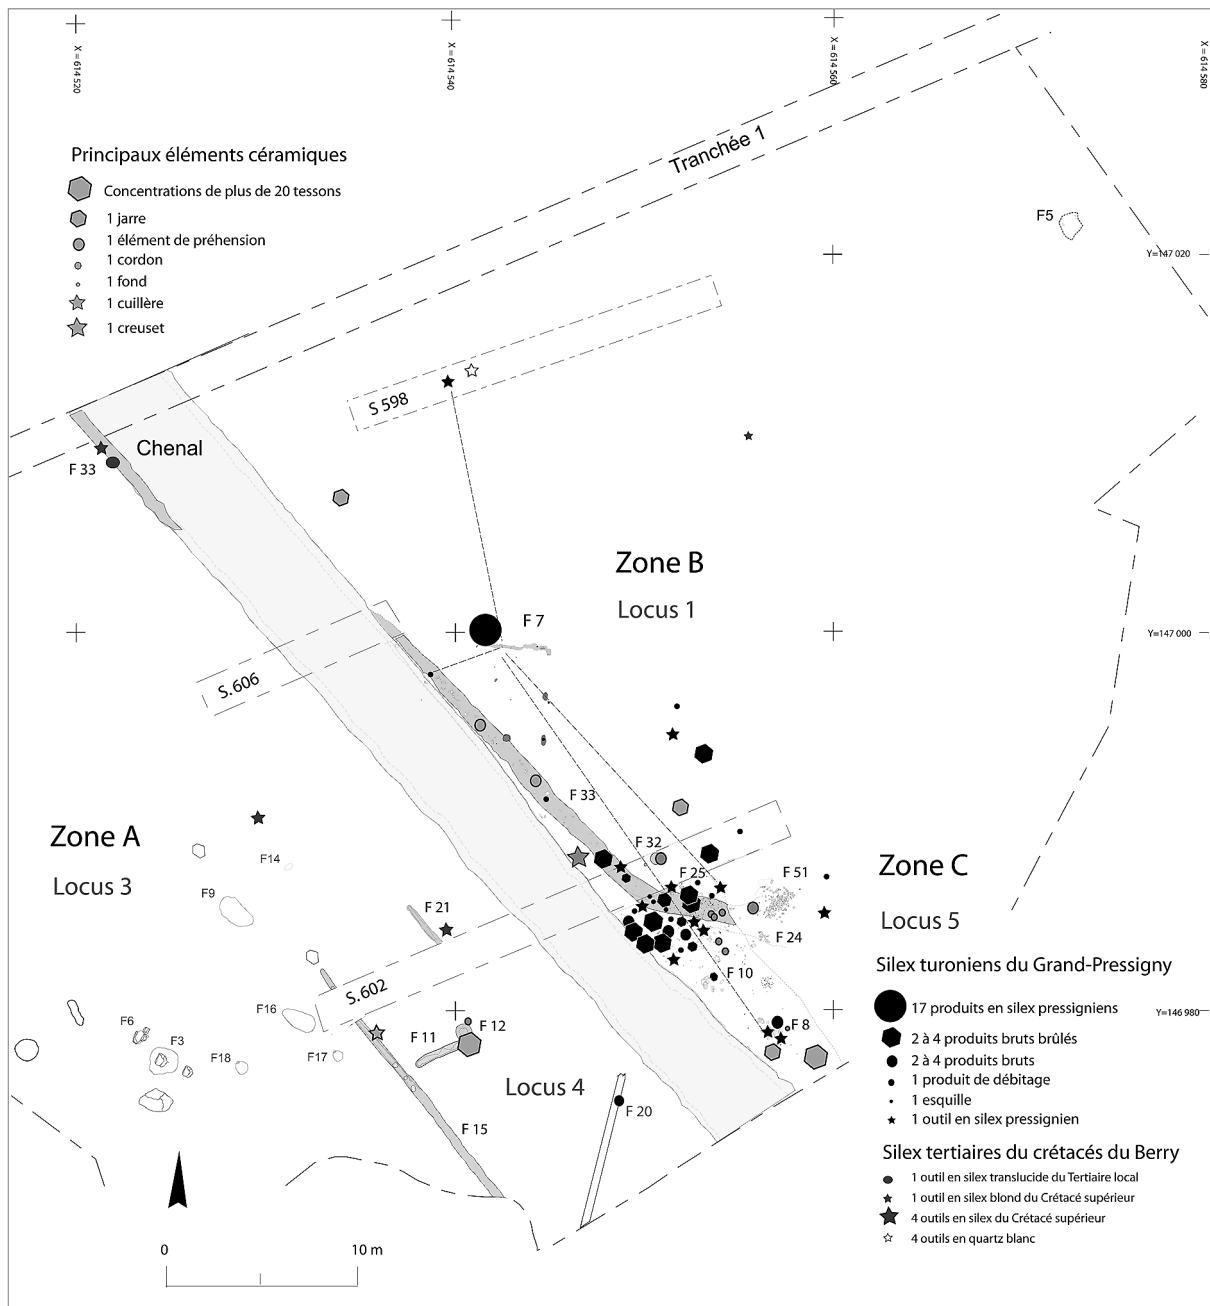 X = 614 520
X = 614 540
X = 614 560
X = 614 580
Tranchée 1
Principaux éléments céramiques
Concentrations de plus de 20 tessons
1 jarre
1 élément de préhension
1 cordon
1 fond
1 cuillère
1 creuset
F5
Y=147 020
S 598
Chenal
F 33
Zone B
Locus 1
F 7
Y=147 000
S.606
F 33
Zone A
Locus 3
F 32
F14
F 25
F 51
Zone C
Locus 5
F9
F 21
F 24
F 10
S.602
F16
F 12
F 8
Y=146 980
F6
F3
F18
F17
F 11
Locus 4
F 20
F 15
Silex turoniens du Grand-Pressigny
17 produits en silex pressigniens
2 à 4 produits bruts brûlés
2 à 4 produits bruts
1 produit de débitage
1 esquille
1 outil en silex pressignien
Silex tertiaires du crétacés du Berry
1 outil en silex translucide du Tertiaire local
1 outil en silex blond du Crétacé supérieur
4 outils en silex du Crétacé supérieur
4 outils en quartz blanc
0 10 m